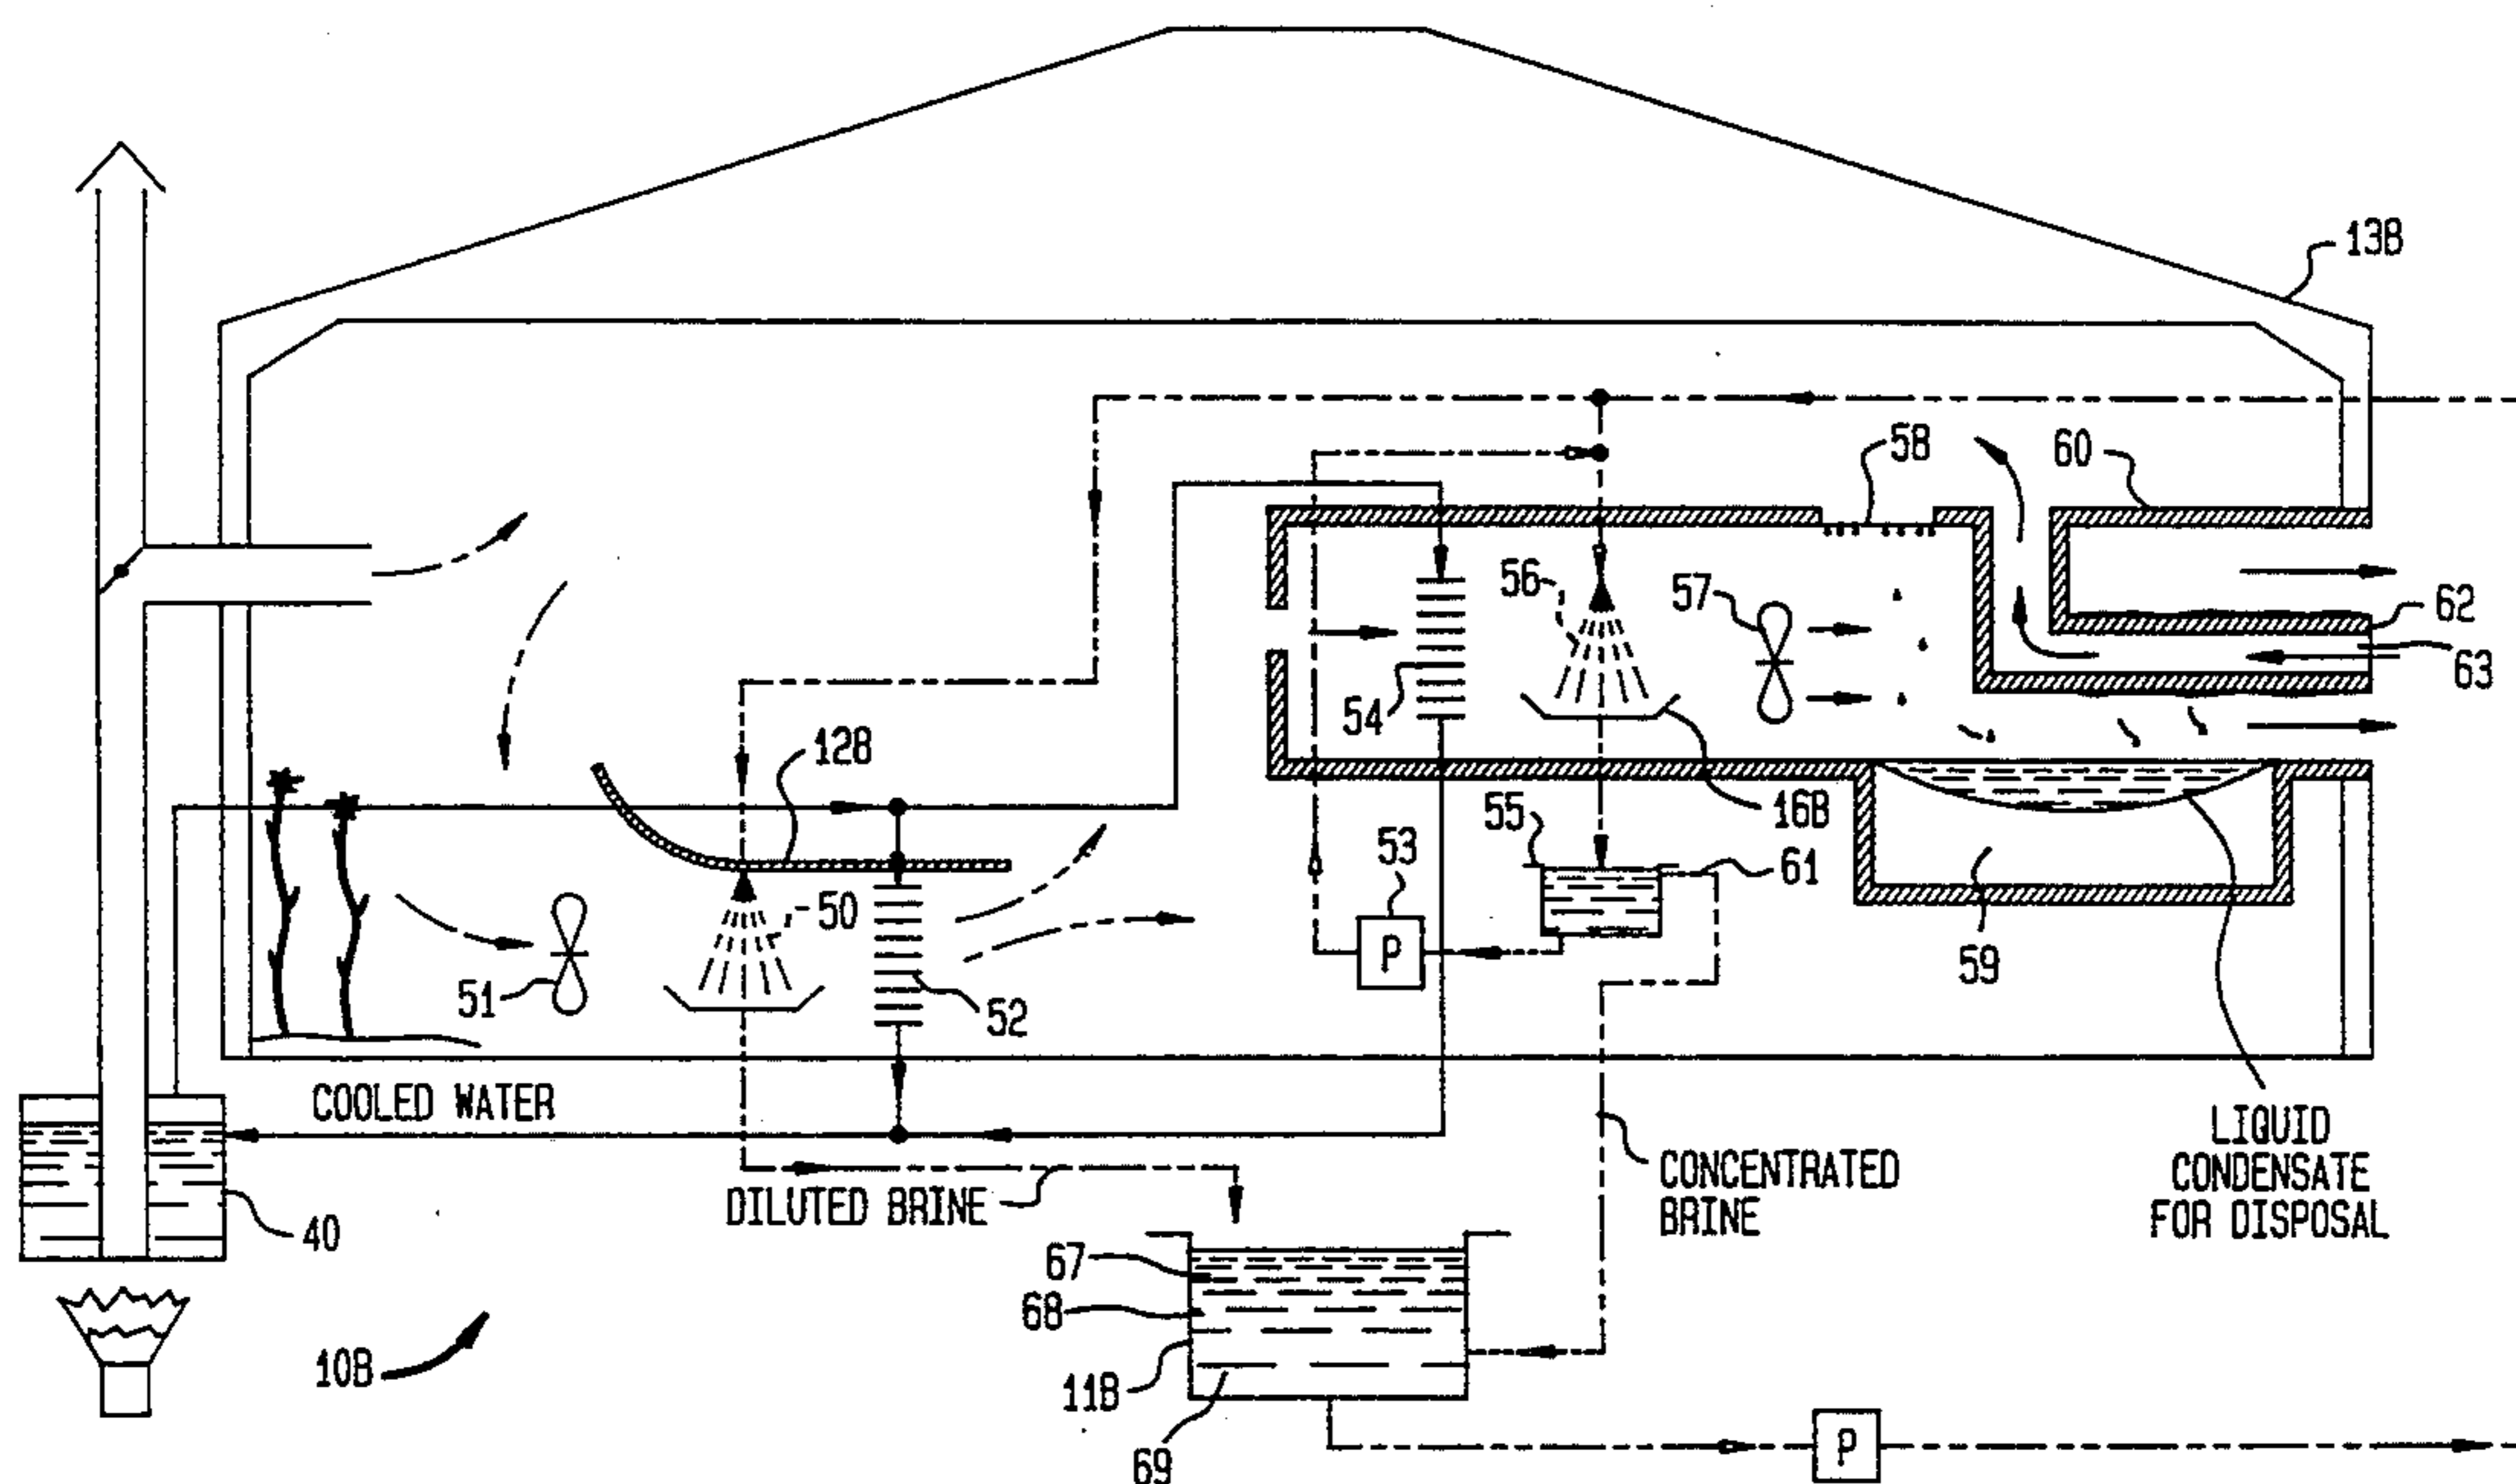 13B
58
60
56
57
62
63
54
12B
16B
55
53
61
50
P
59
51
52
COOLED WATER
LIQUID
CONDENSATE
FOR DISPOSAL
CONCENTRATED
BRINE
DILUTED BRINE
40
67
68
10B
11B
69
P